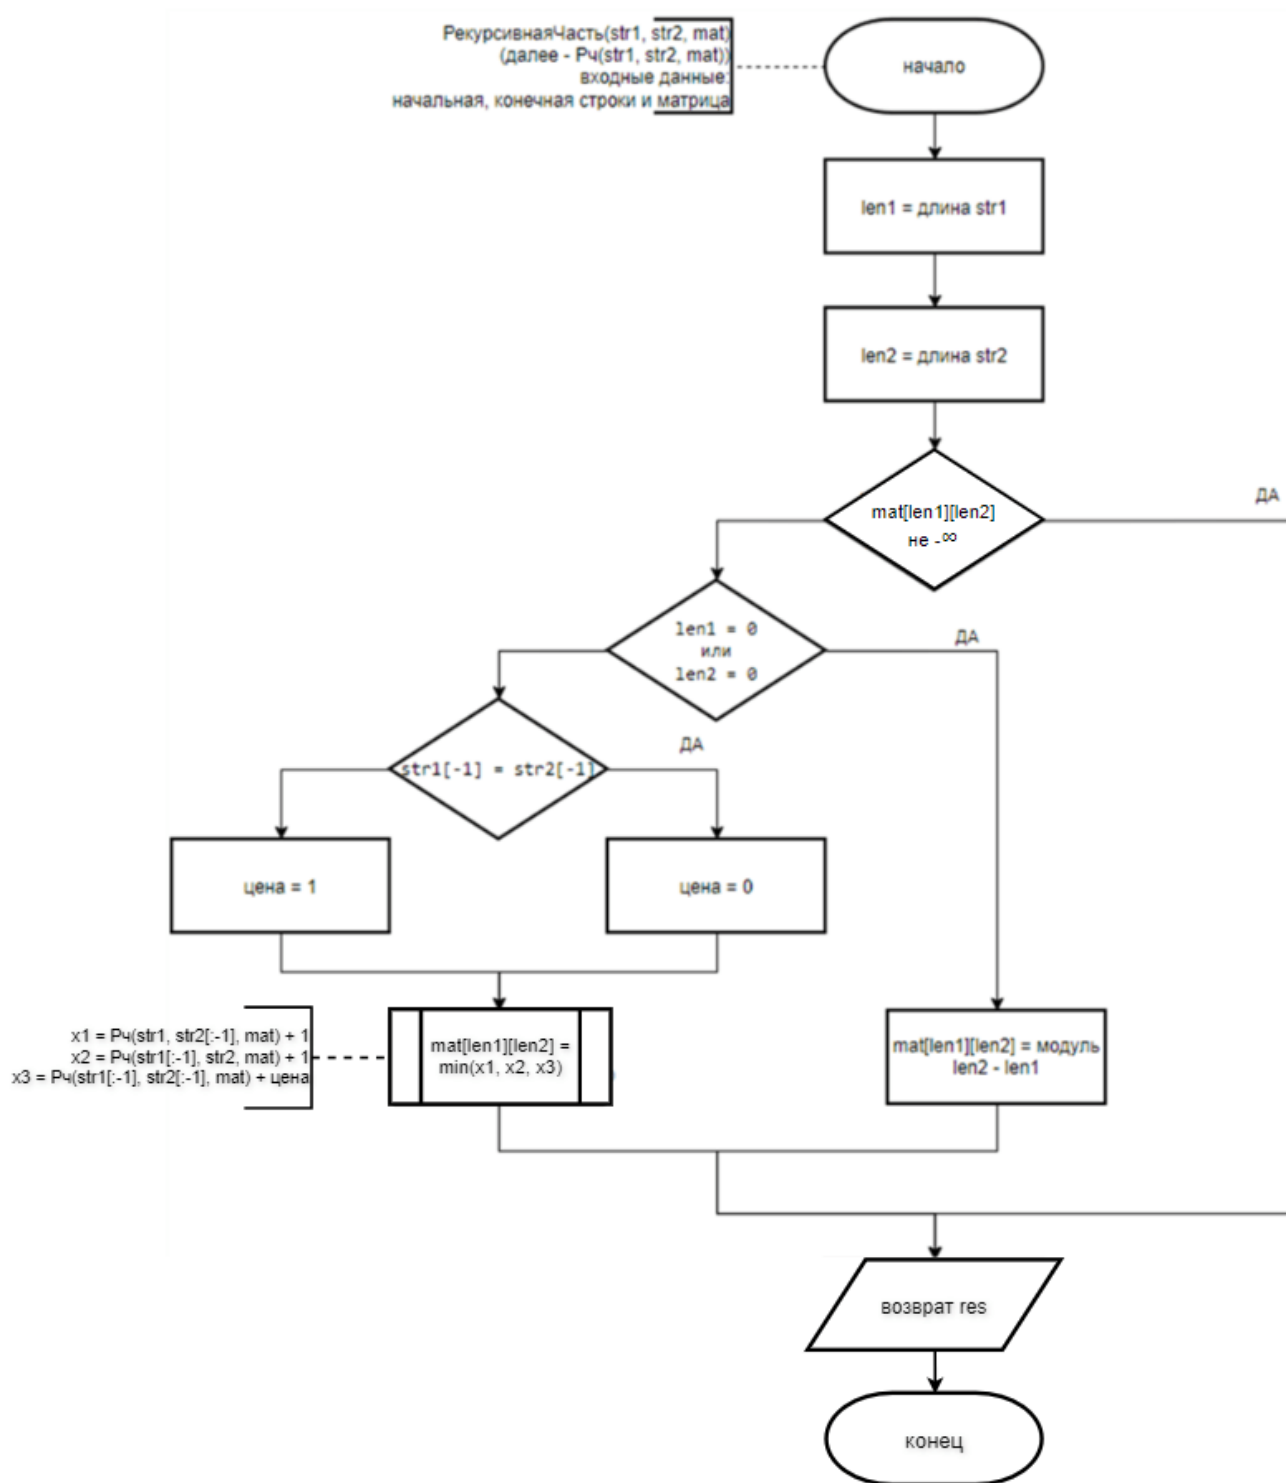 РекурсивнаяЧасть(str1, str2, mat)
(далее - Рч(str1, str2, mat))
входные данные:
начальная, конечная строки и матрица
начало
len1 = длина str1
len2 = длина str2
mat[len1][len2]
не -∞
ДА
len1 = 0
или
len2 = 0
ДА
str1[-1] = str2[-1]
ДА
цена = 1
цена = 0
x1 = Рч(str1, str2[:-1], mat) + 1
x2 = Рч(str1[:-1], str2, mat) + 1
x3 = Рч(str1[:-1], str2[:-1], mat) + цена
mat[len1][len2] =
min(x1, x2, x3)
mat[len1][len2] = модуль
len2 - len1
возврат res
конец